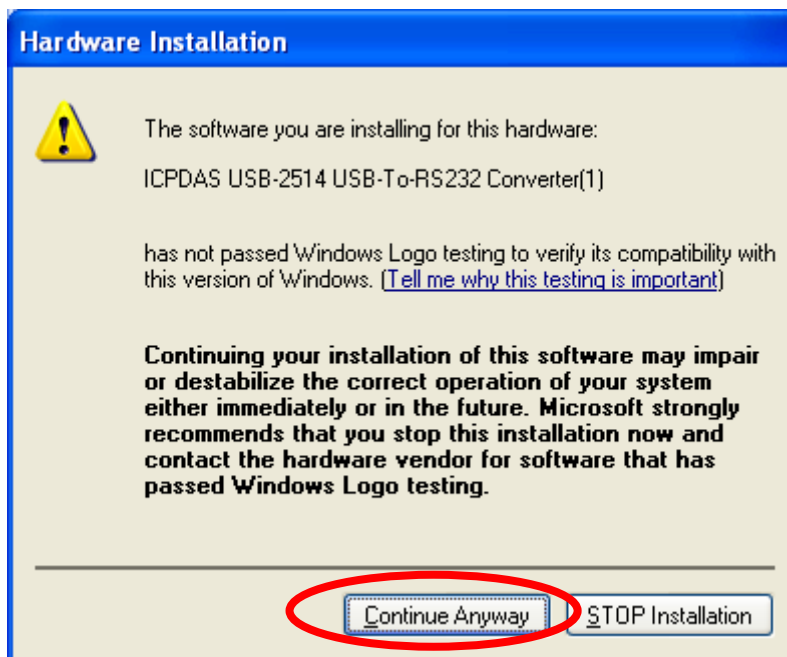 Hardware Installation
The software you are installing for this hardware:
ICPDAS USB-2514 USB-To-RS232 Converter(1)
has not passed Windows Logo testing to verify its compatibility with
this version of Windows. (Tell me why this testing is important)
Continuing your installation of this software may impair
or destabilize the correct operation of your system
either immediately or in the future. Microsoft strongly
recommends that you stop this installation now and
contact the hardware vendor for software that has
passed Windows Logo testing.
Continue Anyway STOP Installation